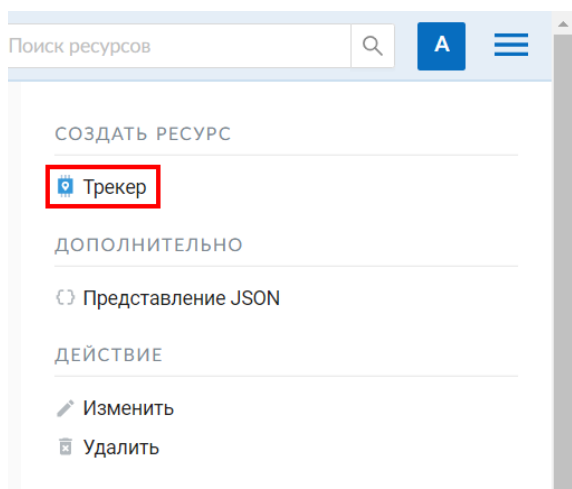 Поиск ресурсов
А
СОЗДАТЬ РЕСУРС
Трекер
ДОПОЛНИТЕЛЬНО
{} Представление JSON
ДЕЙСТВИЕ
Изменить
Удалить